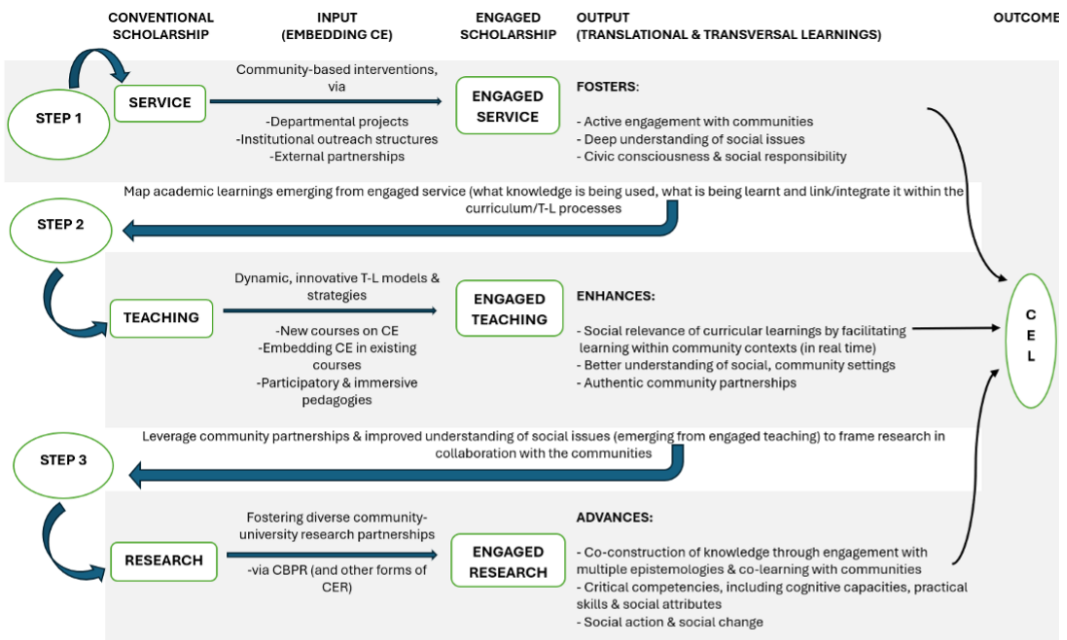 CONVENTIONAL
SCHOLARSHIP
INPUT
(EMBEDDING CE)
ENGAGED
SCHOLARSHIP
OUTPUT
(TRANSLATIONAL & TRANSVERSAL LEARNINGS)
OUTCOME
STEP 1
SERVICE
Community-based interventions,
via
-Departmental projects
-Institutional outreach structures
-External partnerships
ENGAGED
SERVICE
FOSTERS:
- Active engagement with communities
- Deep understanding of social issues
- Civic consciousness & social responsibility
Map academic learnings emerging from engaged service (what knowledge is being used, what is being learnt and link/integrate it within the
curriculum/T-L processes
STEP 2
TEACHING
Dynamic, innovative T-L models &
strategies
-New courses on CE
-Embedding CE in existing
courses
-Participatory & immersive
pedagogies
ENGAGED
TEACHING
ENHANCES:
- Social relevance of curricular learnings by facilitating
learning within community contexts (in real time)
- Better understanding of social, community settings
- Authentic community partnerships
C
E
L
Leverage community partnerships & improved understanding of social issues (emerging from engaged teaching) to frame research in
collaboration with the communities
STEP 3
RESEARCH
Fostering diverse community-
university research partnerships
-via CBPR (and other forms of
CER)
ENGAGED
RESEARCH
ADVANCES:
- Co-construction of knowledge through engagement with
multiple epistemologies & co-learning with communities
- Critical competencies, including cognitive capacities, practical
skills & social attributes
- Social action & social change